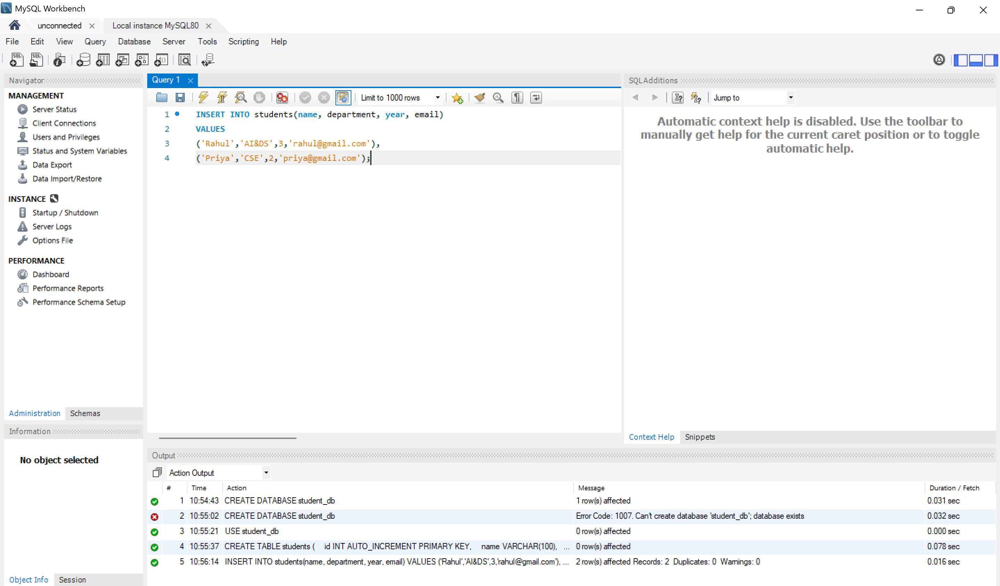 MySQL Workbench
unconnected
Local instance MySQL80
File Edit View Query Database Server Tools Scripting Help
Navigator
MANAGEMENT
Server Status
Client Connections
Users and Privileges
Status and System Variables
Data Export
Data Import/Restore
INSTANCE
Startup / Shutdown
Server Logs
Options File
PERFORMANCE
Dashboard
Performance Reports
Performance Schema Setup
Administration Schemas
Information
No object selected
Object Info Session
Query 1
Limit to 1000 rows
1 INSERT INTO students(name, department, year, email)
2 VALUES
3 ('Rahul','AI&DS',3,'rahul@gmail.com'),
4 ('Priya','CSE',2,'priya@gmail.com');
SQLAdditions
Jump to
Automatic context help is disabled. Use the toolbar to
manually get help for the current caret position or to toggle
automatic help.
Context Help Snippets
Output
Action Output
# Time Action Message Duration / Fetch
1 10:54:43 CREATE DATABASE student_db 1 row(s) affected 0.031 sec
2 10:55:02 CREATE DATABASE student_db Error Code: 1007. Can't create database 'student_db'; database exists 0.032 sec
3 10:55:21 USE student_db 0 row(s) affected 0.000 sec
4 10:55:37 CREATE TABLE students ( id INT AUTO_INCREMENT PRIMARY KEY, name VARCHAR(100), ... 0 row(s) affected 0.078 sec
5 10:56:14 INSERT INTO students(name, department, year, email) VALUES ('Rahul','AI&DS',3,'rahul@gmail.com'), ... 2 row(s) affected Records: 2 Duplicates: 0 Warnings: 0 0.016 sec